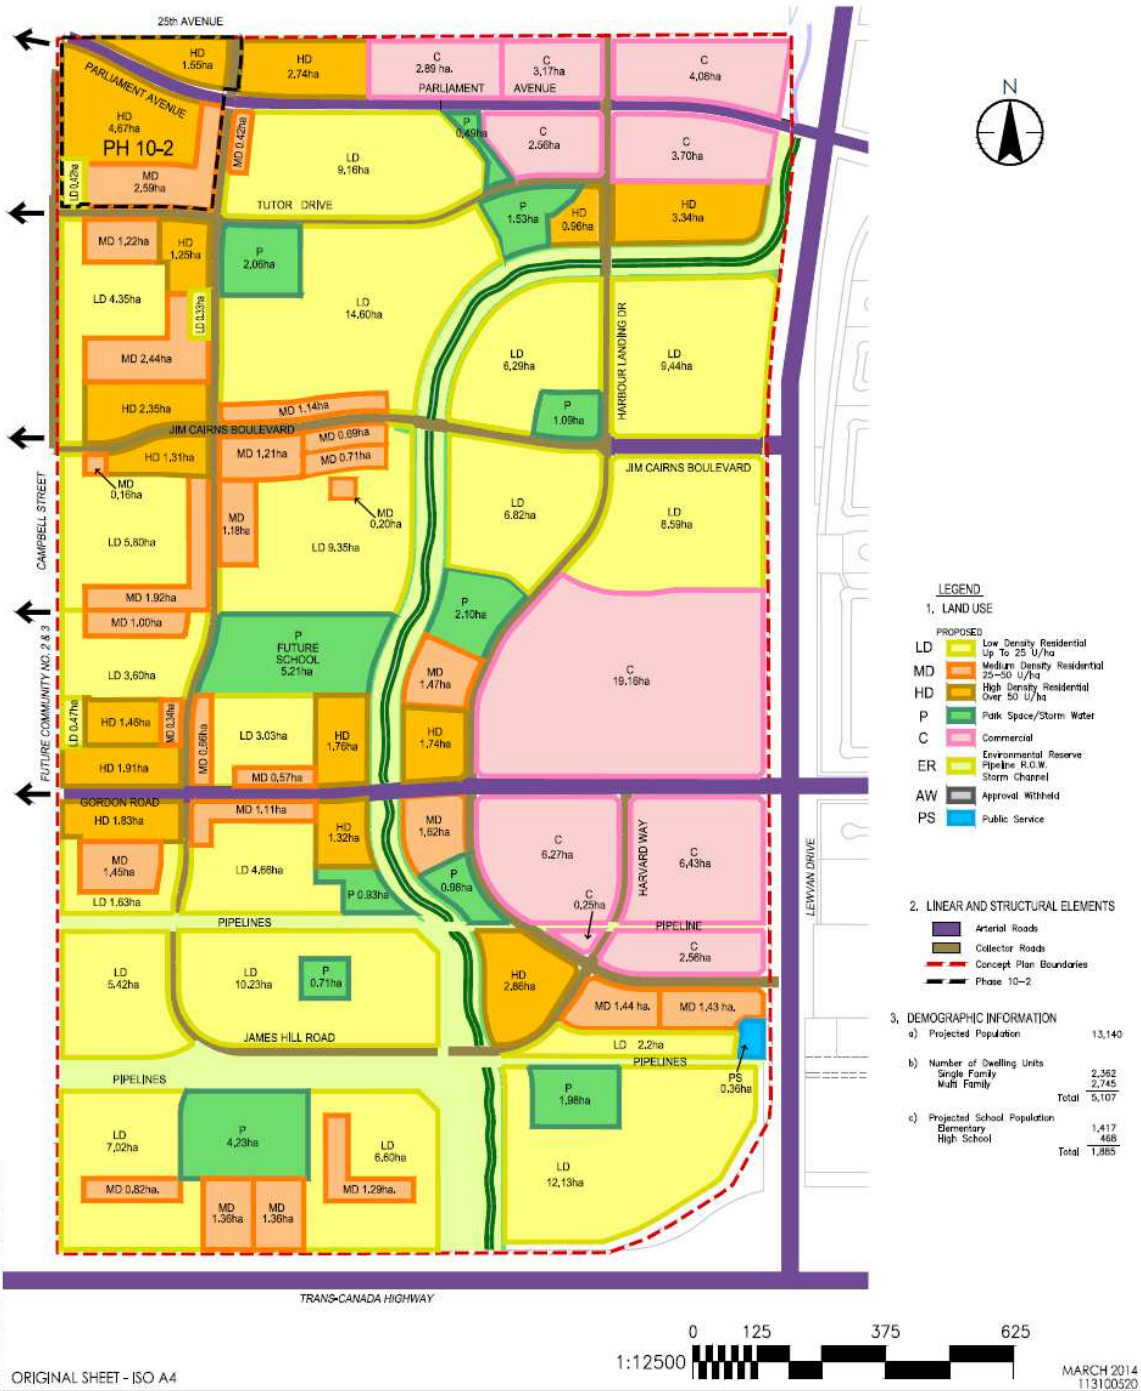 25th AVENUE
HD
1.55ha
HD
2.74ha
C
2.89 ha.
C
3.17ha
C
4.08ha
PARLIAMENT AVENUE
PARLIAMENT AVENUE
HD
4.67ha
PH 10-2
MD
2.59ha
LD 0.42ha
MD 0.42ha
LD
9.16ha
P
0.49ha
C
2.56ha
C
3.70ha
TUTOR DRIVE
P
1.53ha
HD
0.96ha
HD
3.34ha
MD 1.22ha
HD
1.25ha
P
2.06ha
LD 4.35ha
LD 0.33ha
LD
14.60ha
MD 2.44ha
LD
6.29ha
HARBOUR LANDING DR
LD
9.44ha
HD 2.35ha
MD 1.14ha
P
1.09ha
JIM CAIRNS BOULEVARD
MD 0.69ha
HD 1.31ha
MD 1.21ha
MD 0.71ha
JIM CAIRNS BOULEVARD
MD
0.16ha
CAMPBELL STREET
MD
1.18ha
MD
0.20ha
LD
6.82ha
LD
8.59ha
LD 5.80ha
LD 9.35ha
MD 1.92ha
MD 1.00ha
P
2.10ha
P
FUTURE
SCHOOL
5.21ha
LD 3.60ha
MD
1.47ha
C
19.16ha
FUTURE COMMUNITY NO. 2 & 3
LD 0.47ha
HD 1.46ha
MD 0.34ha
MD 0.66ha
LD 3.03ha
HD
1.76ha
HD
1.74ha
HD 1.91ha
MD 0.57ha
GORDON ROAD
HD 1.83ha
MD 1.11ha
HD
1.32ha
MD
1.62ha
C
6.27ha
HARVARD WAY
C
6.43ha
LEWVAN DRIVE
MD
1.45ha
LD 4.66ha
P 0.93ha
P
0.98ha
LD 1.63ha
C
0.25ha
PIPELINES
PIPELINE
C
2.56ha
LD
5.42ha
LD
10.23ha
P
0.71ha
HD
2.86ha
MD 1.44 ha.
MD 1.43 ha.
JAMES HILL ROAD
LD 2.2ha
PIPELINES
PIPELINES
PS
0.36ha
P
1.98ha
LD
7.02ha
P
4.23ha
LD
6.60ha
LD
12.13ha
MD 0.82ha.
MD
1.36ha
MD
1.36ha
MD 1.29ha.
TRANS-CANADA HIGHWAY
N
LEGEND
1. LAND USE
PROPOSED
LD Low Density Residential
Up To 25 U/ha
MD Medium Density Residential
25-50 U/ha
HD High Density Residential
Over 50 U/ha
P Park Space/Storm Water
C Commercial
ER Environmental Reserve
Pipeline R.O.W.
Storm Channel
AW Approval Withheld
PS Public Service
2. LINEAR AND STRUCTURAL ELEMENTS
Arterial Roads
Collector Roads
Concept Plan Boundaries
Phase 10-2
3. DEMOGRAPHIC INFORMATION
a) Projected Population 13,140
b) Number of Dwelling Units
Single Family 2,362
Multi Family 2,745
Total 5,107
c) Projected School Population
Elementary 1,417
High School 468
Total 1,885
0 125 375 625
1:12500
ORIGINAL SHEET - ISO A4
MARCH 2014
113100520